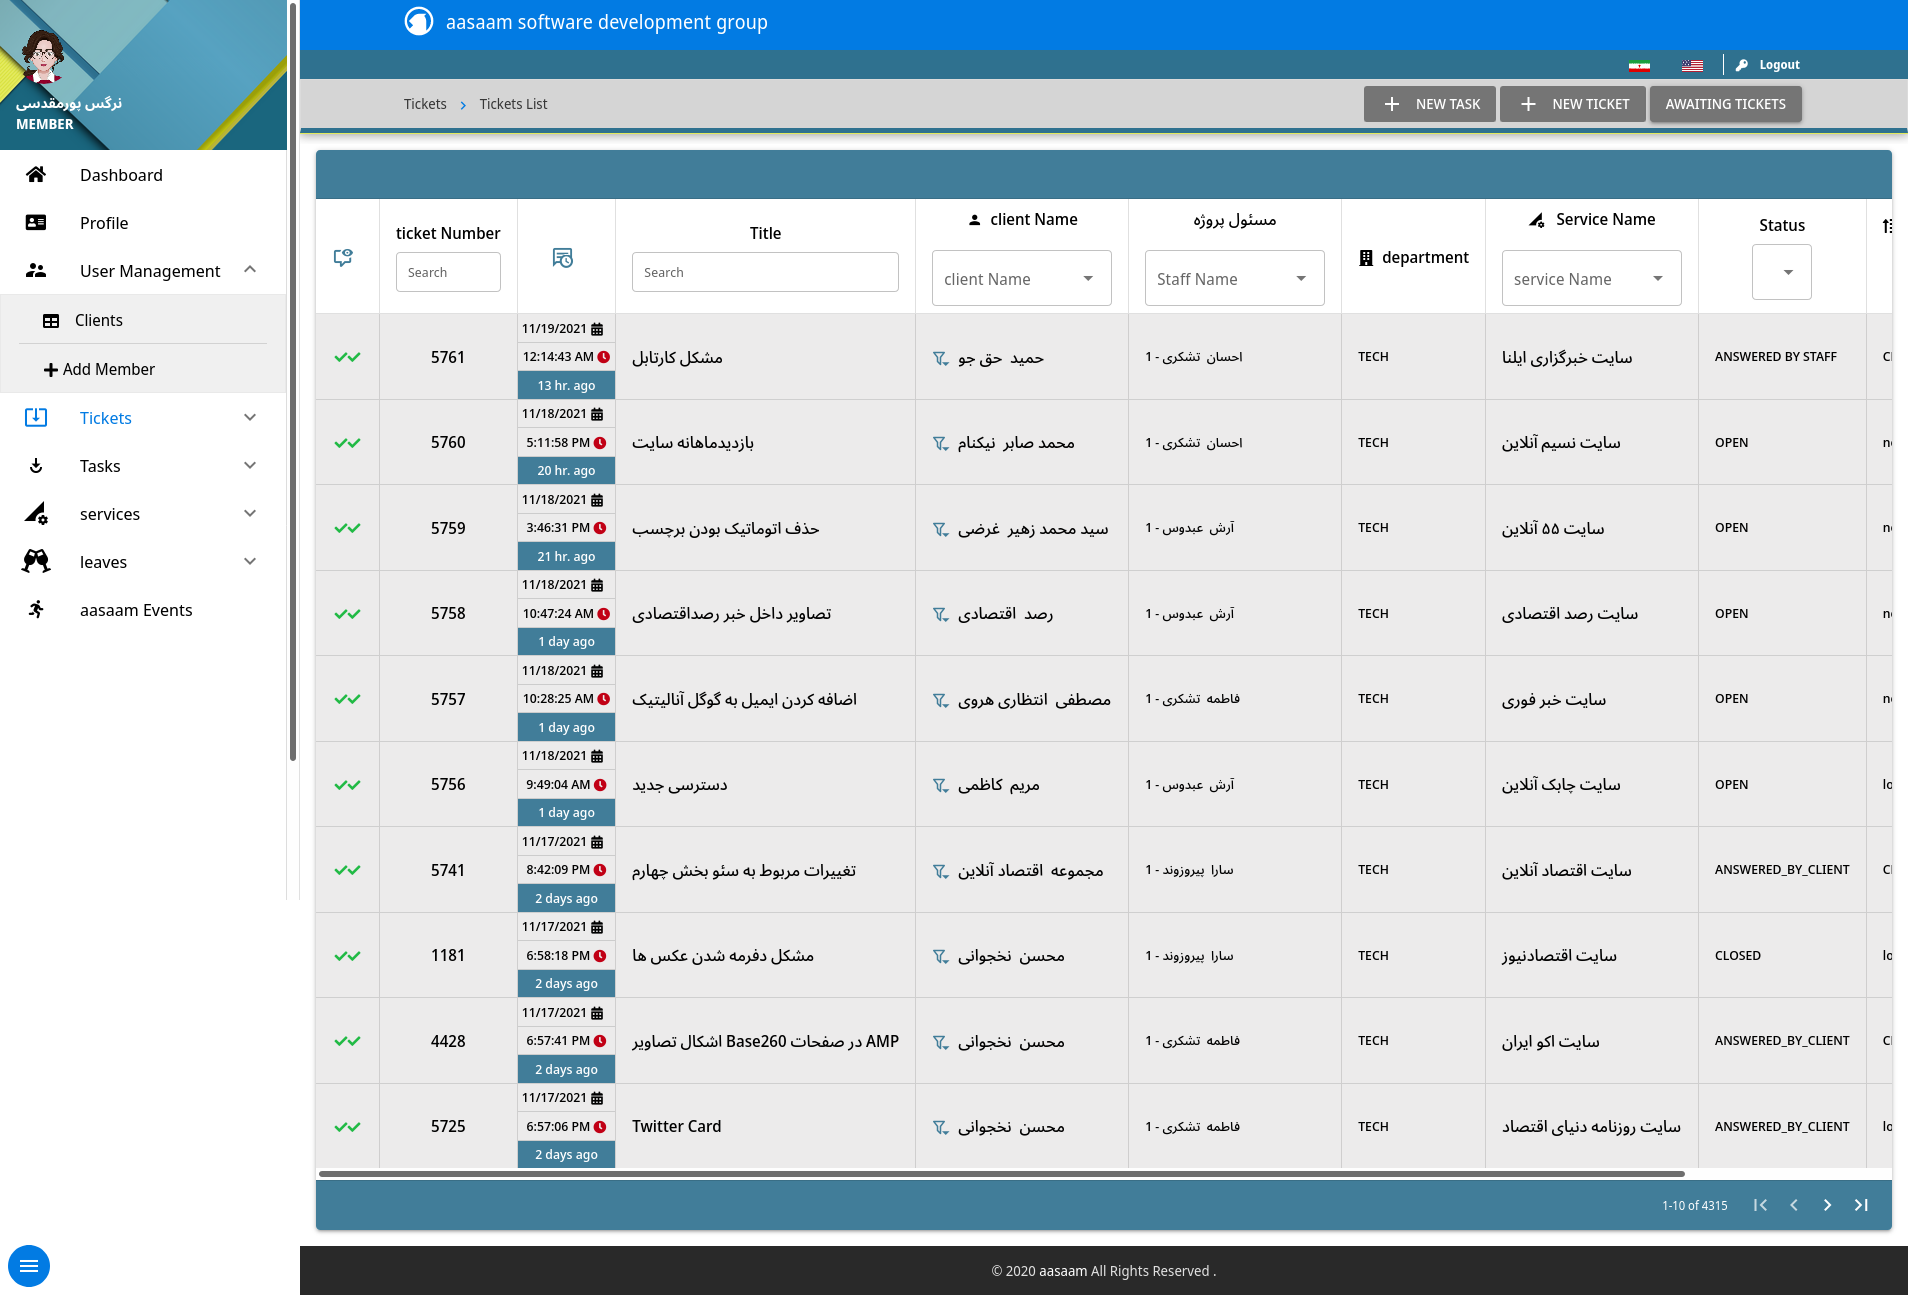 aasaam software development group
Logout
Tickets
Tickets List
NEW TASK
NEW TICKET
AWAITING TICKETS
نرگس پورمقدسی
MEMBER
Dashboard
Profile
User Management
Clients
Add Member
Tickets
Tasks
services
leaves
aasaam Events
ticket Number
Search
Title
Search
client Name
client Name
مسئول پروژه
Staff Name
department
Service Name
service Name
Status
11/19/2021
12:14:43 AM
13 hr. ago
5761
مشکل کارتابل
حمید حق جو
احسان تشکری - 1
TECH
سایت خبرگزاری ایلنا
ANSWERED BY STAFF
11/18/2021
5:11:58 PM
20 hr. ago
5760
بازدیدماهانه سایت
محمد صابر نیکنام
احسان تشکری - 1
TECH
سایت نسیم آنلاین
OPEN
11/18/2021
3:46:31 PM
21 hr. ago
5759
حذف اتوماتیک بودن برچسب
سید محمد زهیر غرضی
آرش عبدوس - 1
TECH
سایت ۵۵ آنلاین
OPEN
11/18/2021
10:47:24 AM
1 day ago
5758
تصاویر داخل خبر رصداقتصادی
رصد اقتصادی
آرش عبدوس - 1
TECH
سایت رصد اقتصادی
OPEN
11/18/2021
10:28:25 AM
1 day ago
5757
اضافه کردن ایمیل به گوگل آنالیتیک
مصطفی انتظاری هروی
فاطمه تشکری - 1
TECH
سایت خبر فوری
OPEN
11/18/2021
9:49:04 AM
1 day ago
5756
دسترسی جدید
مریم کاظمی
آرش عبدوس - 1
TECH
سایت چابک آنلاین
OPEN
11/17/2021
8:42:09 PM
2 days ago
5741
تغییرات مربوط به سئو بخش چهارم
مجموعه اقتصاد آنلاین
سارا پیروزوند - 1
TECH
سایت اقتصاد آنلاین
ANSWERED_BY_CLIENT
11/17/2021
6:58:18 PM
2 days ago
1181
مشکل دفرمه شدن عکس ها
محسن نخجوانی
سارا پیروزوند - 1
TECH
سایت اقتصادنیوز
CLOSED
11/17/2021
6:57:41 PM
2 days ago
4428
اشکال تصاویر Base260 در صفحات AMP
محسن نخجوانی
فاطمه تشکری - 1
TECH
سایت اکو ایران
ANSWERED_BY_CLIENT
11/17/2021
6:57:06 PM
2 days ago
5725
Twitter Card
محسن نخجوانی
فاطمه تشکری - 1
TECH
سایت روزنامه دنیای اقتصاد
ANSWERED_BY_CLIENT
1-10 of 4315
© 2020 aasaam All Rights Reserved .